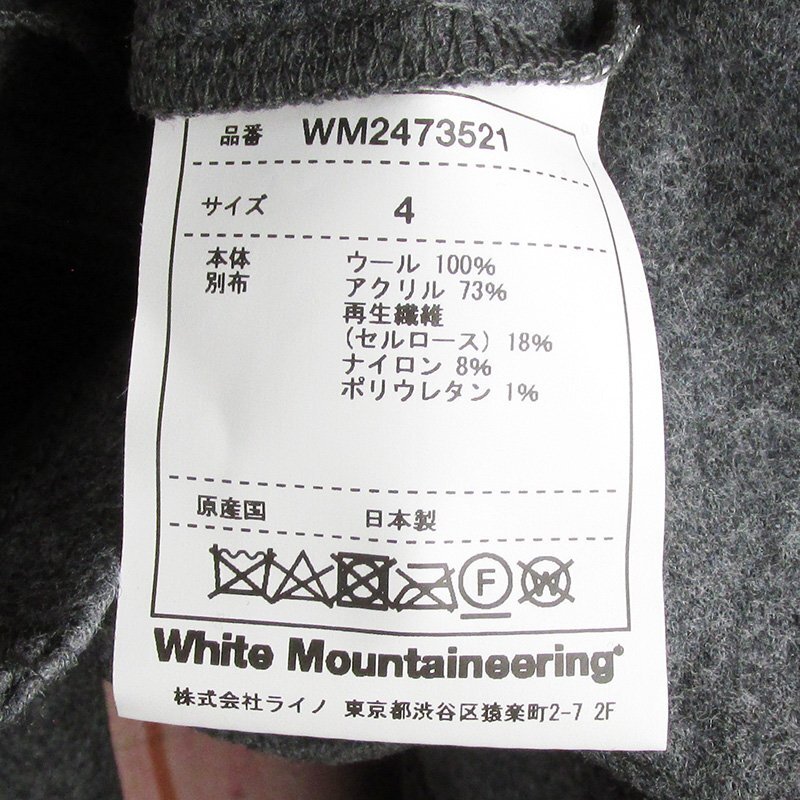 品番 WM2473521
サイズ 4
本体 ウール 100%
別布 アクリル 73%
再生繊維
(セルロース) 18%
ナイロン 8%
ポリウレタン 1%
原産国 日本製
F W
White Mountaineering®
株式会社ライノ 東京都渋谷区猿楽町2-7 2F